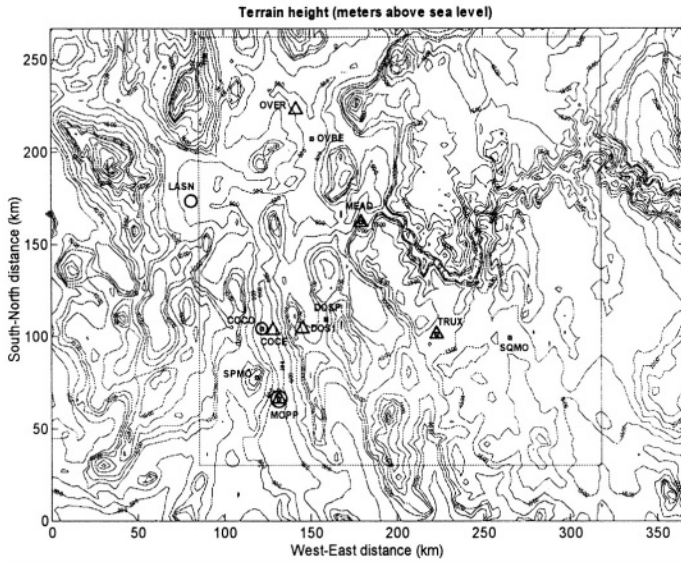 Terrain height (meters above sea level)
250
200
150
100
50
0
South-North distance (km)
OVER
OVBE
LASN
MEAD
DOSP
COCO
COCE
DOS1
TRUX
SQMO
SPMO
MOPP
0
50
100
150
200
250
300
350
West-East distance (km)